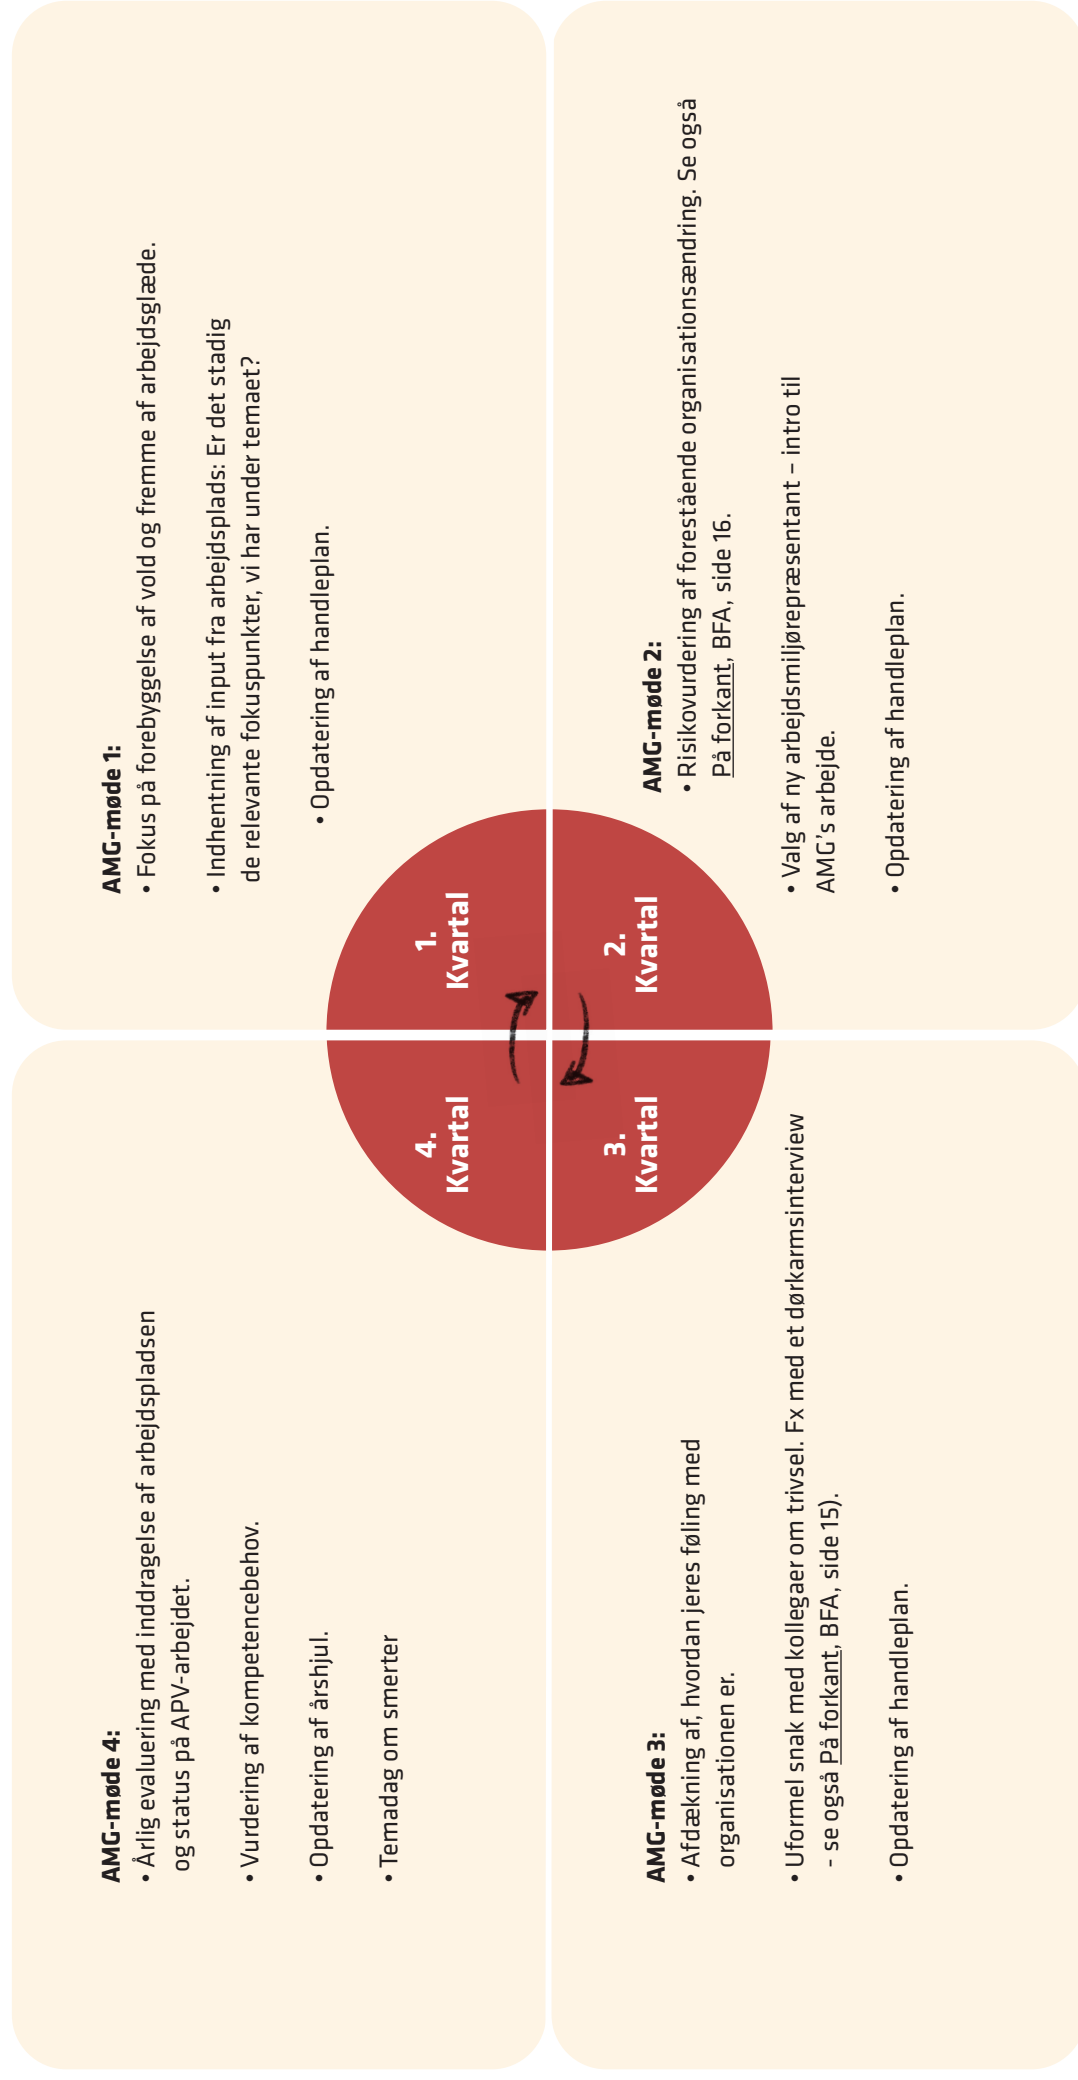 AMG-møde 1:
• Fokus på forebyggelse af vold og fremme af arbejdsglæde.
• Indhentning af input fra arbejdsplads: Er det stadig
de relevante fokuspunkter, vi har under temaet?
• Opdatering af handleplan.
1.
Kvartal
AMG-møde 2:
• Risikovurdering af forestående organisationsændring. Se også
På forkant, BFA, side 16.
• Valg af ny arbejdsmiljørepræsentant – intro til
AMG’s arbejde.
• Opdatering af handleplan.
2.
Kvartal
AMG-møde 3:
• Afdækning af, hvordan jeres føling med
organisationen er.
• Uformel snak med kollegaer om trivsel. Fx med et dørkarmsinterview
- se også På forkant, BFA, side 15).
• Opdatering af handleplan.
3.
Kvartal
AMG-møde 4:
• Årlig evaluering med inddragelse af arbejdspladsen
og status på APV-arbejdet.
• Vurdering af kompetencebehov.
• Opdatering af årshjul.
• Temadag om smerter
4.
Kvartal